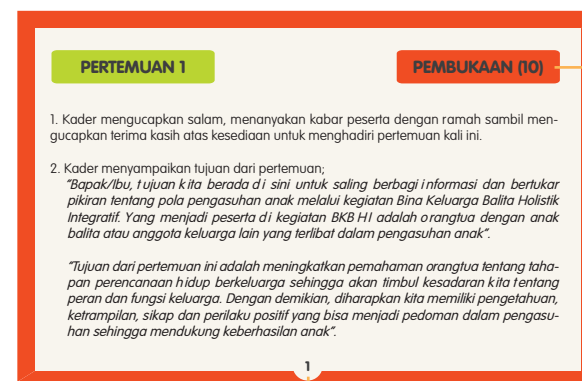 PERTEMUAN 1
PEMBUKAAN (10)
1. Kader mengucapkan salam, menanyakan kabar peserta dengan ramah sambil men-
gucapkan terima kasih atas kesediaan untuk menghadiri pertemuan kali ini.
2. Kader menyampaikan tujuan dari pertemuan;
"Bapak/Ibu, tujuan kita berada di sini untuk saling berbagi informasi dan bertukar
pikiran tentang pola pengasuhan anak melalui kegiatan Bina Keluarga Balita Holistik
Integratif. Yang menjadi peserta di kegiatan BKB HI adalah orangtua dengan anak
balita atau anggota keluarga lain yang terlibat dalam pengasuhan anak".
"Tujuan dari pertemuan ini adalah meningkatkan pemahaman orangtua tentang taha-
pan perencanaan hidup berkeluarga sehingga akan timbul kesadaran kita tentang
peran dan fungsi keluarga. Dengan demikian, diharapkan kita memiliki pengetahuan,
ketrampilan, sikap dan perilaku positif yang bisa menjadi pedoman dalam pengasu-
han sehingga mendukung keberhasilan anak".
1